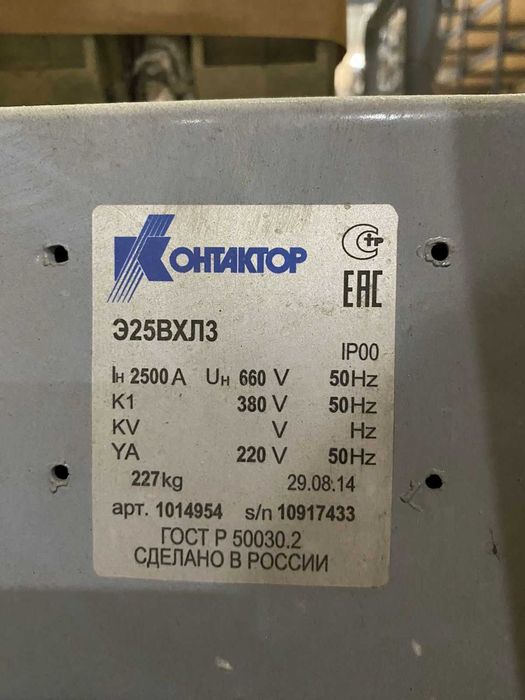 КОНТАКТОР
Стр
ЕАС
Э25ВХЛ3
IP00
Iн 2500 A Uн 660 V 50Hz
K1 380 V 50Hz
KV V Hz
YA 220 V 50Hz
227kg 29.08.14
арт. 1014954 s/n 10917433
ГОСТ Р 50030.2
СДЕЛАНО В РОССИИ